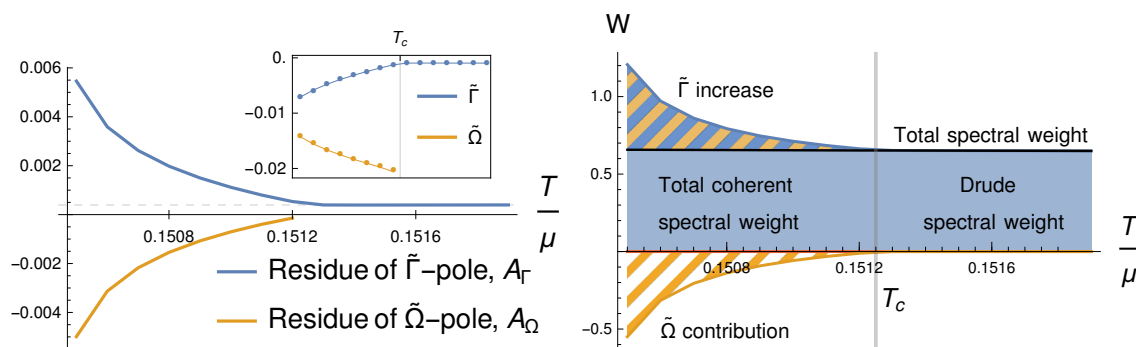 0.006
0.004
0.002
-0.002
-0.004
0.1508
0.1512
0.1516
T
μ
T_c
0.
-0.01
-0.02
Γ̃
Ω̃
Residue of Γ̃-pole, A_Γ
Residue of Ω̃-pole, A_Ω
W
1.0
0.5
-0.5
Γ̃ increase
Total spectral weight
Total coherent
spectral weight
Drude
spectral weight
0.1508
0.1512
0.1516
T
μ
T_c
Ω̃ contribution